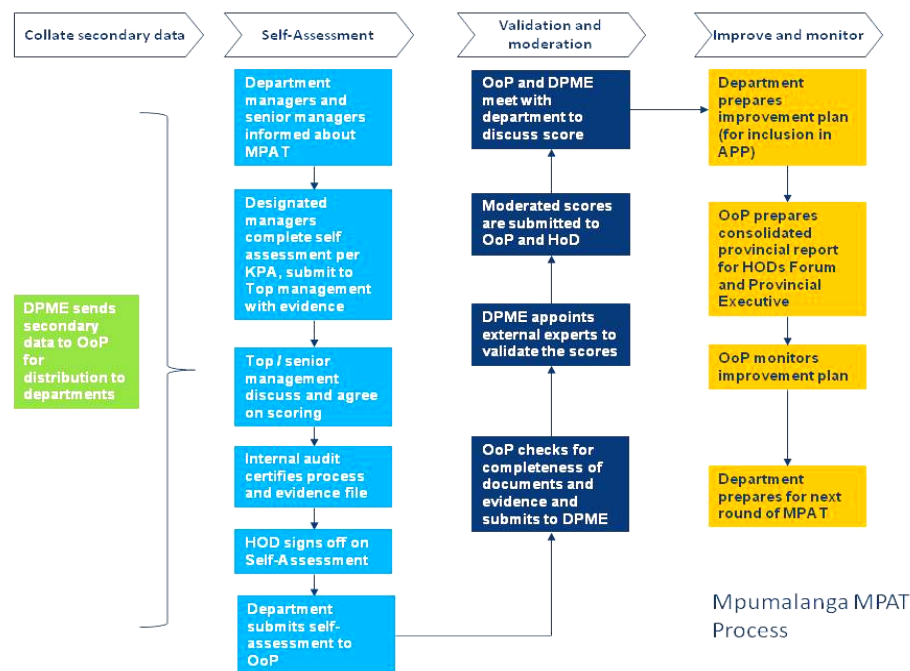 Collate secondary data
Self-Assessment
Validation and
moderation
Improve and monitor
DPME sends
secondary
data to OoP
for
distribution to
departments
Department
managers and
senior managers
informed about
MPAT
Designated
managers
complete self
assessment per
KPA, submit to
Top management
with evidence
Top / senior
management
discuss and agree
on scoring
Internal audit
certifies process
and evidence file
HOD signs off on
Self-Assessment
Department
submits self-
assessment to
OoP
OoP and DPME
meet with
department to
discuss score
Moderated scores
are submitted to
OoP and HoD
DPME appoints
external experts to
validate the scores
OoP checks for
completeness of
documents and
evidence and
submits to DPME
Department
prepares
improvement plan
(for inclusion in
APP)
OoP prepares
consolidated
provincial report
for HODs Forum
and Provincial
Executive
OoP monitors
improvement plan
Department
prepares for next
round of MPAT
Mpumalanga MPAT
Process